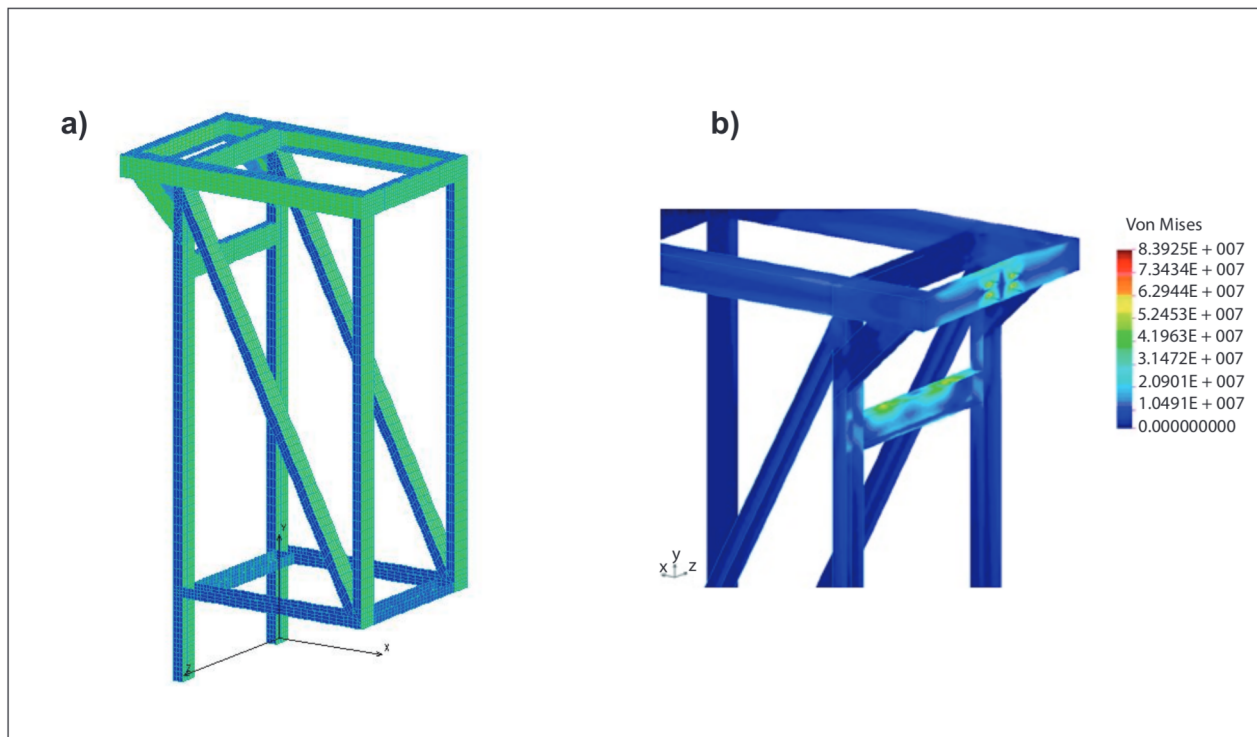 a)
b)
Von Mises
8.3925E + 007
7.3434E + 007
6.2944E + 007
5.2453E + 007
4.1963E + 007
3.1472E + 007
2.0901E + 007
1.0491E + 007
0.000000000
Y
X
Z
y
x
z